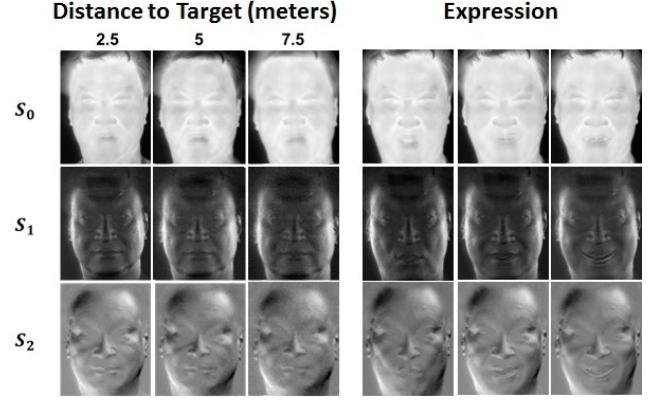 Distance to Target (meters) Expression
2.5 5 7.5
S₀
S₁
S₂